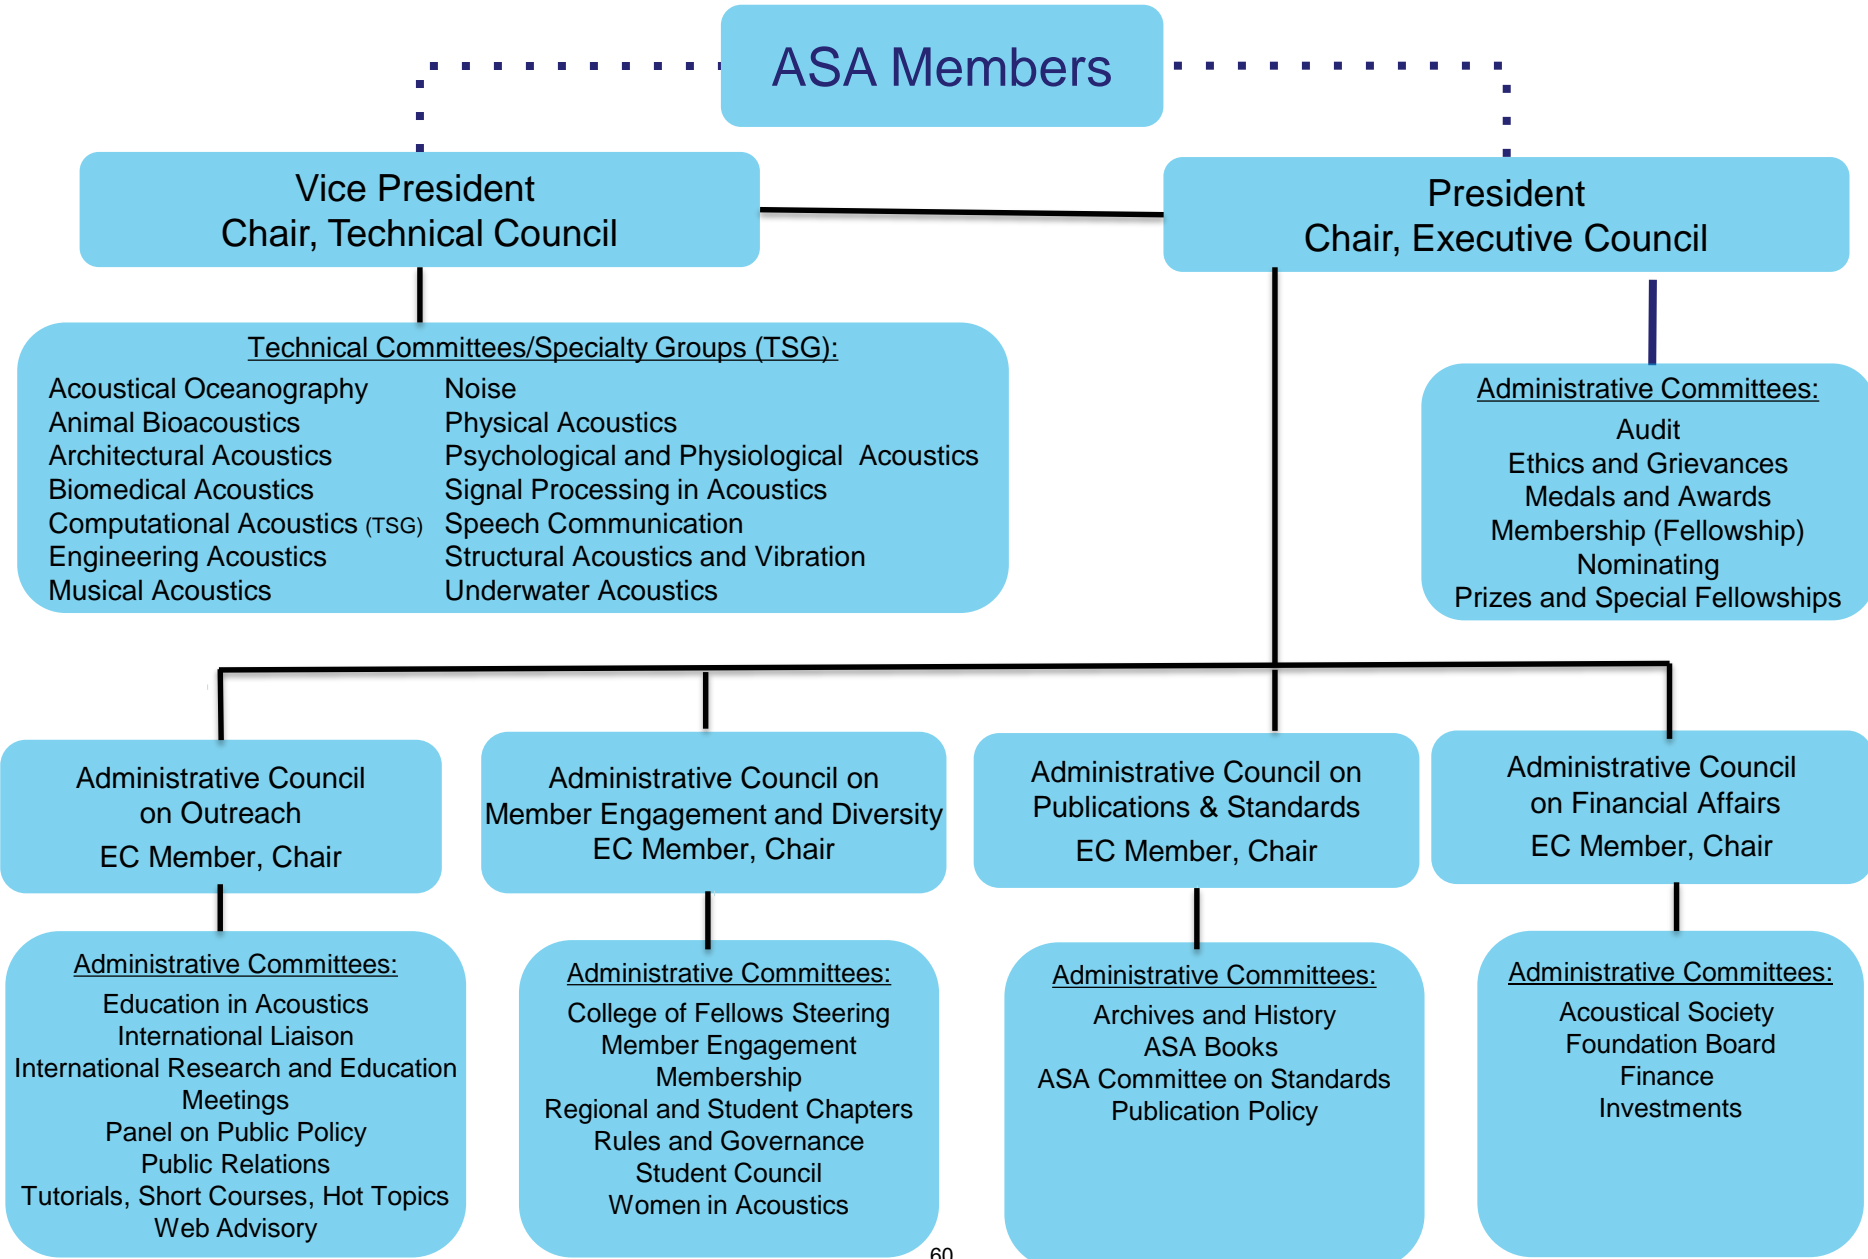 ASA Members
Vice President
Chair, Technical Council
President
Chair, Executive Council
Technical Committees/Specialty Groups (TSG):
Acoustical Oceanography
Animal Bioacoustics
Architectural Acoustics
Biomedical Acoustics
Computational Acoustics (TSG)
Engineering Acoustics
Musical Acoustics
Noise
Physical Acoustics
Psychological and Physiological Acoustics
Signal Processing in Acoustics
Speech Communication
Structural Acoustics and Vibration
Underwater Acoustics
Administrative Committees:
Audit
Ethics and Grievances
Medals and Awards
Membership (Fellowship)
Nominating
Prizes and Special Fellowships
Administrative Council
on Outreach
EC Member, Chair
Administrative Council on
Member Engagement and Diversity
EC Member, Chair
Administrative Council on
Publications & Standards
EC Member, Chair
Administrative Council
on Financial Affairs
EC Member, Chair
Administrative Committees:
Education in Acoustics
International Liaison
International Research and Education
Meetings
Panel on Public Policy
Public Relations
Tutorials, Short Courses, Hot Topics
Web Advisory
Administrative Committees:
College of Fellows Steering
Member Engagement
Membership
Regional and Student Chapters
Rules and Governance
Student Council
Women in Acoustics
Administrative Committees:
Archives and History
ASA Books
ASA Committee on Standards
Publication Policy
Administrative Committees:
Acoustical Society
Foundation Board
Finance
Investments
60